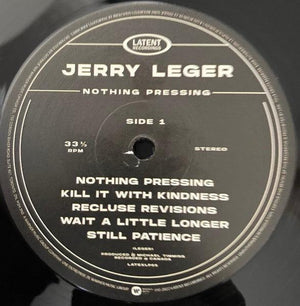 LATENT
RECORDINGS
JERRY LEGER
NOTHING PRESSING
SIDE 1
33⅓
RPM
STEREO
NOTHING PRESSING
KILL IT WITH KINDNESS
RECLUSE REVISIONS
WAIT A LITTLE LONGER
STILL PATIENCE
(LEGER)
PRODUCED BY MICHAEL TIMMINS
RECORDED IN CANADA